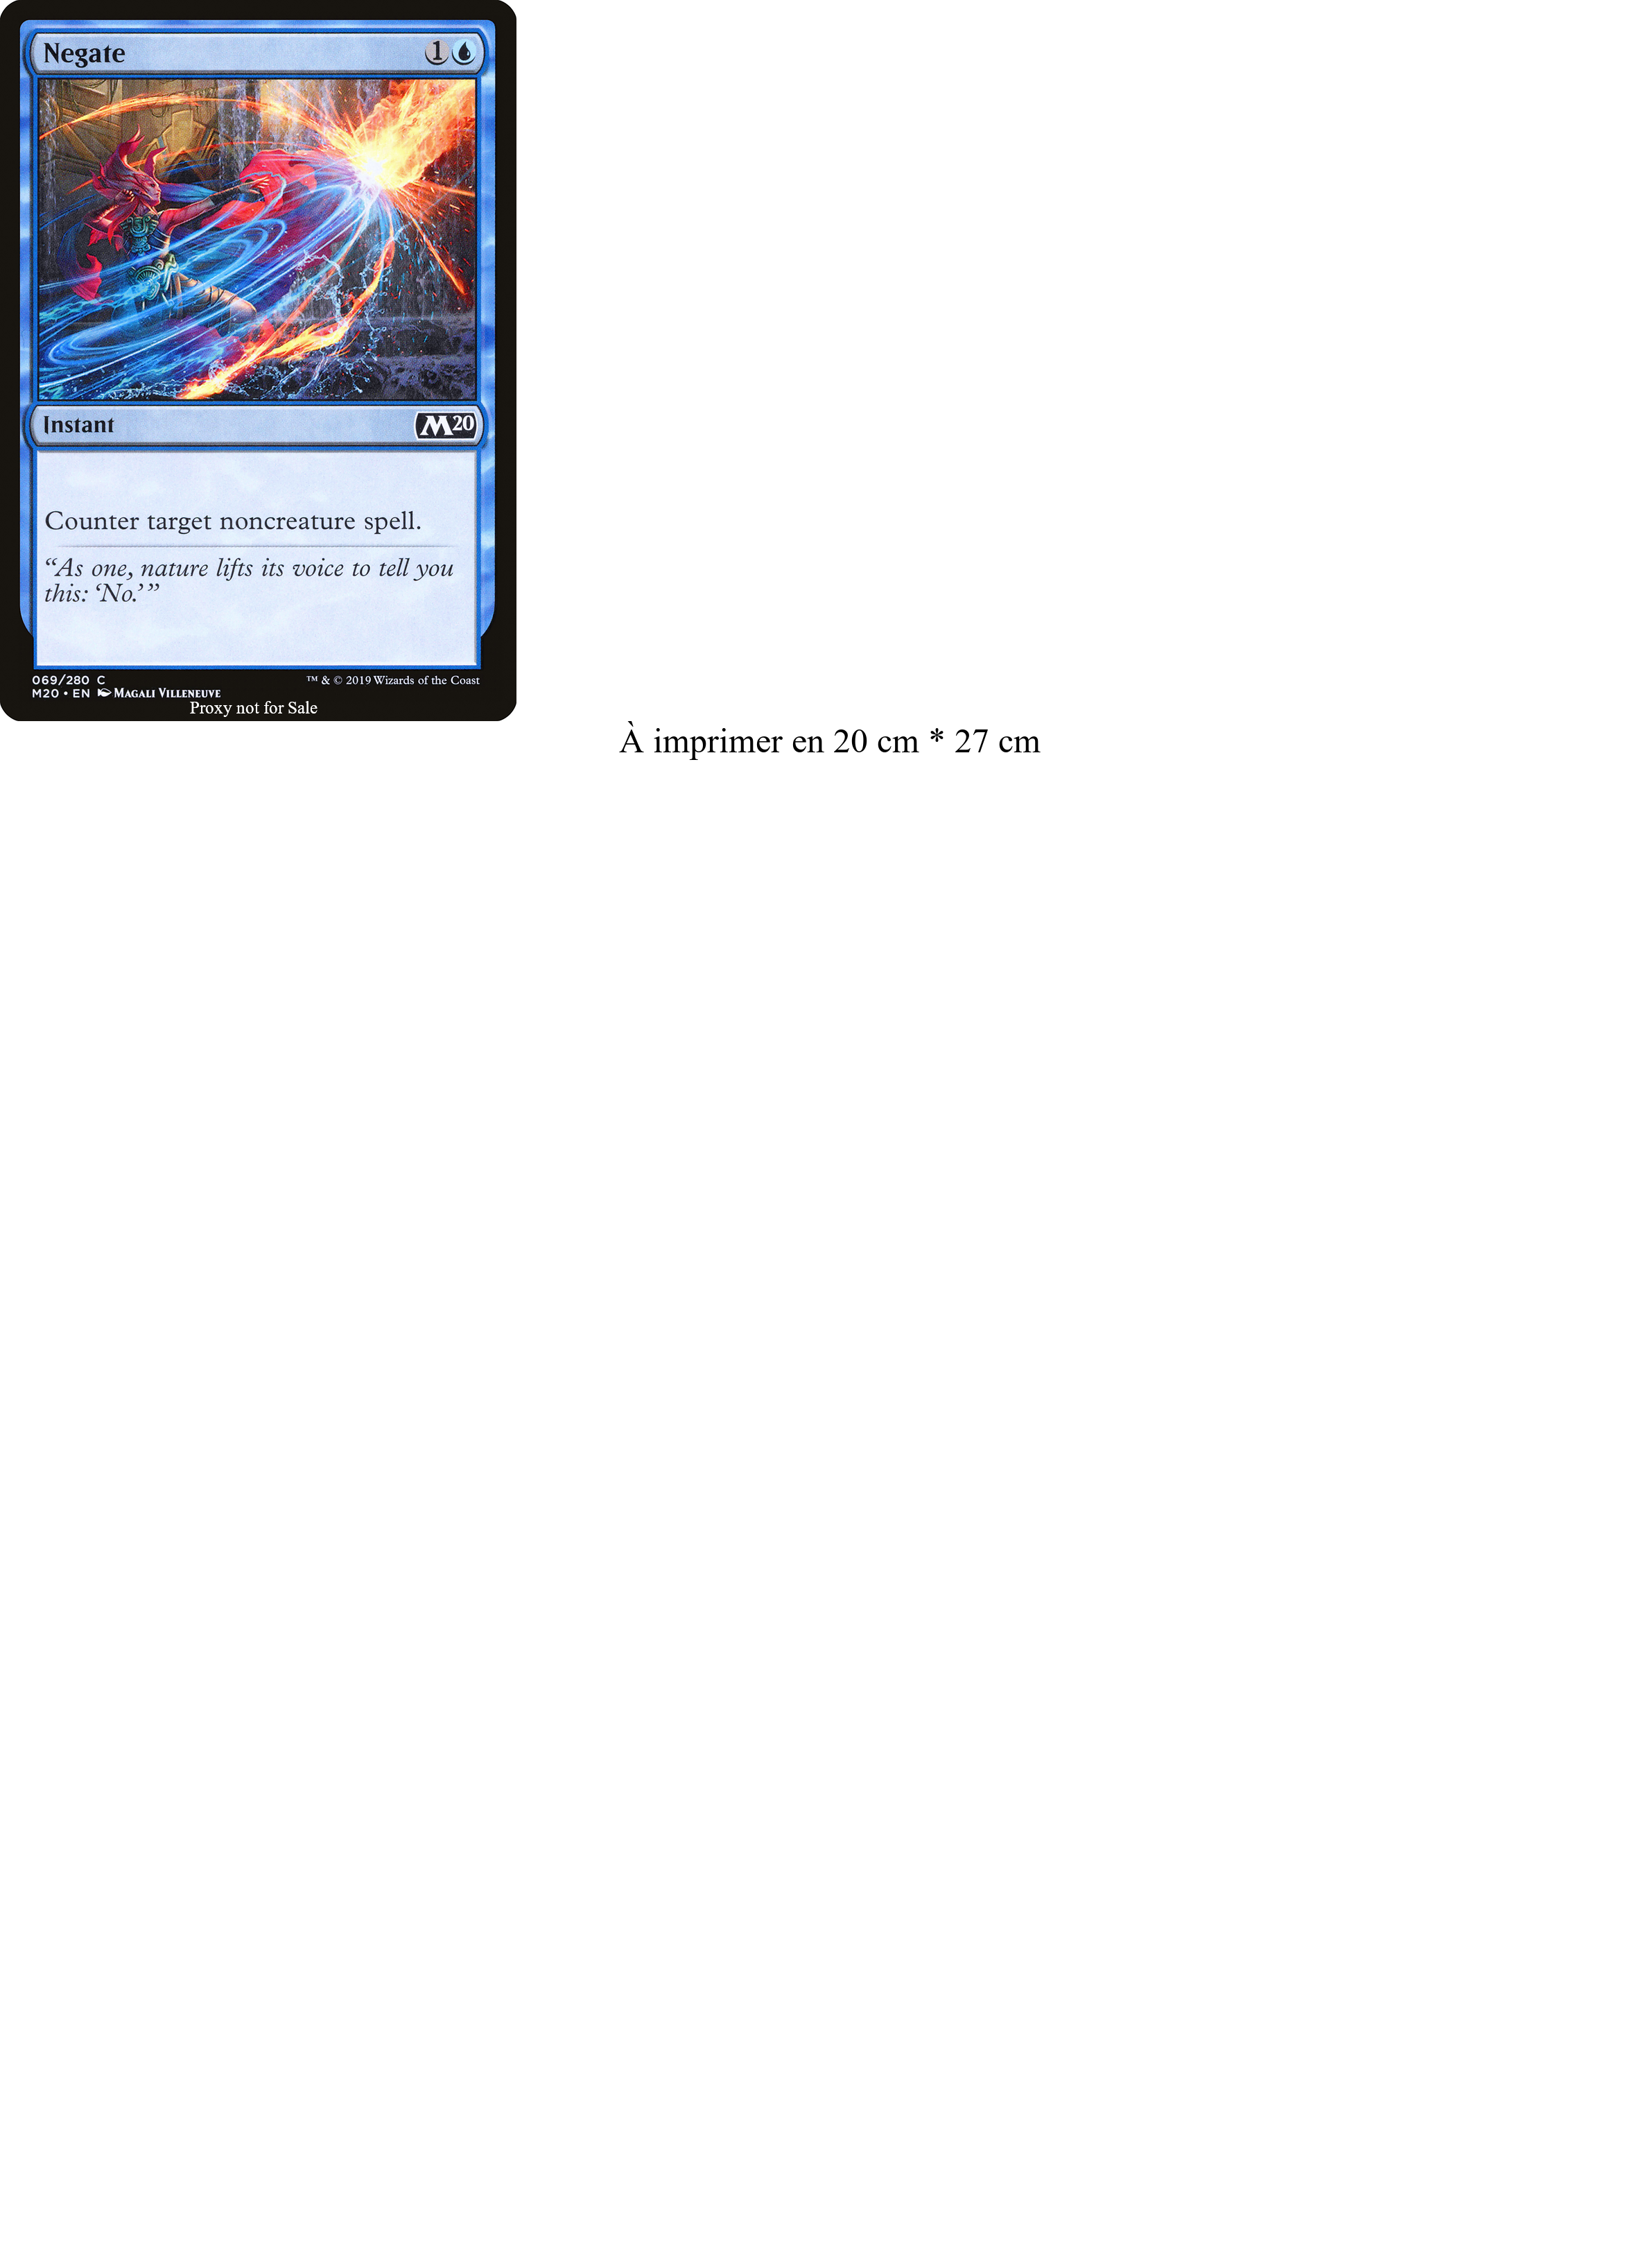 Negate
1
Instant
M20
Counter target noncreature spell.
“As one, nature lifts its voice to tell you
this: ‘No.’”
069/280 C
™ & © 2019 Wizards of the Coast
M20 • EN Magali Villeneuve
Proxy not for Sale
À imprimer en 20 cm * 27 cm